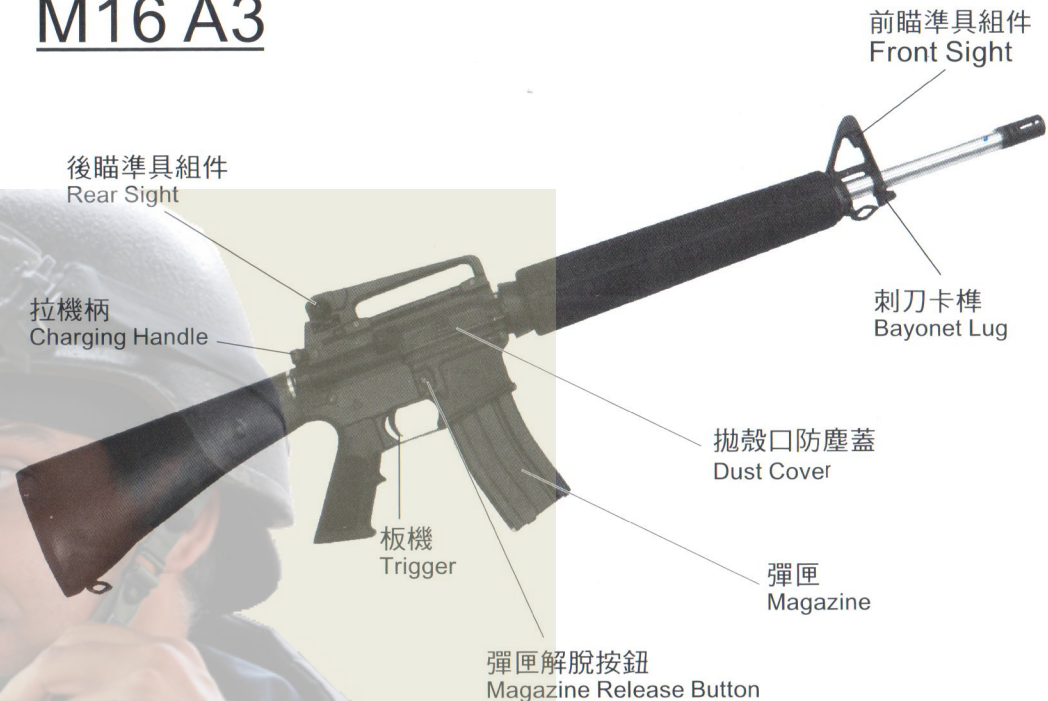 M16 A3
前瞄準具組件
Front Sight
後瞄準具組件
Rear Sight
拉機柄
Charging Handle
刺刀卡榫
Bayonet Lug
拋殼口防塵蓋
Dust Cover
彈匣
Magazine
板機
Trigger
彈匣解脫按鈕
Magazine Release Button